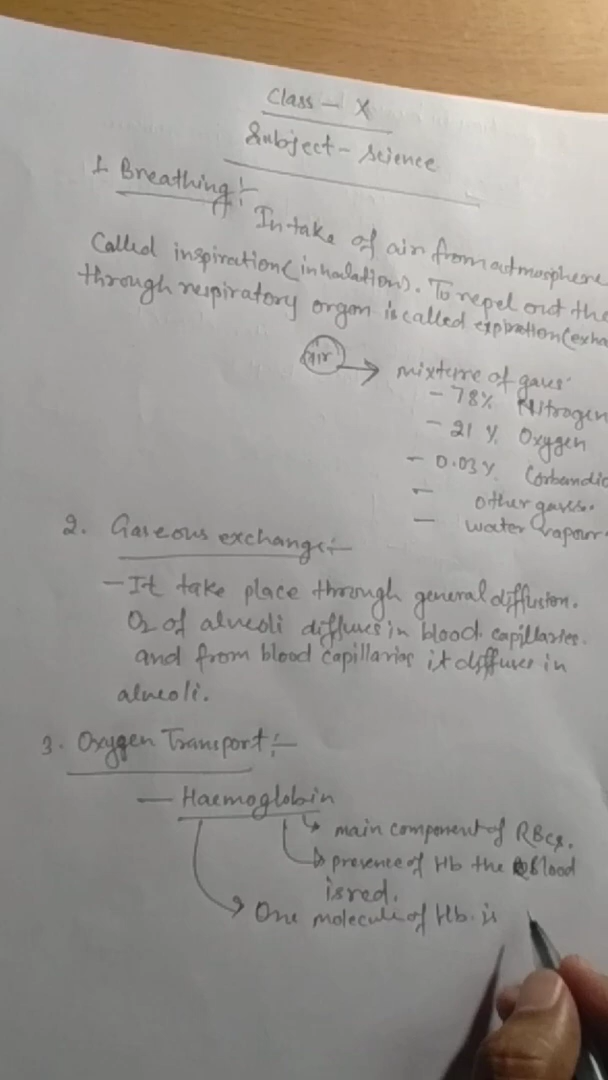 Class - X
Subject - Science
1 Breathing :-
Intake of air from autmosphere
Called inspiration (inhalation). To repel out the
through respiratory organ is called expiration (exha
air → mixture of gases
- 78% Nitrogen
- 21 % Oxygen
- 0.03 % Carbondio
- other gases.
- water vapour
2. Gaseous exchange :-
- It take place through general diffusion.
O2 of alveoli diffuses in blood capillaries
and from blood capillaries it diffuses in
alveoli.
3. Oxygen Transport :-
- Haemoglobin
→ main component of RBCs.
→ presence of Hb the Blood
is red.
→ One molecule of Hb. is